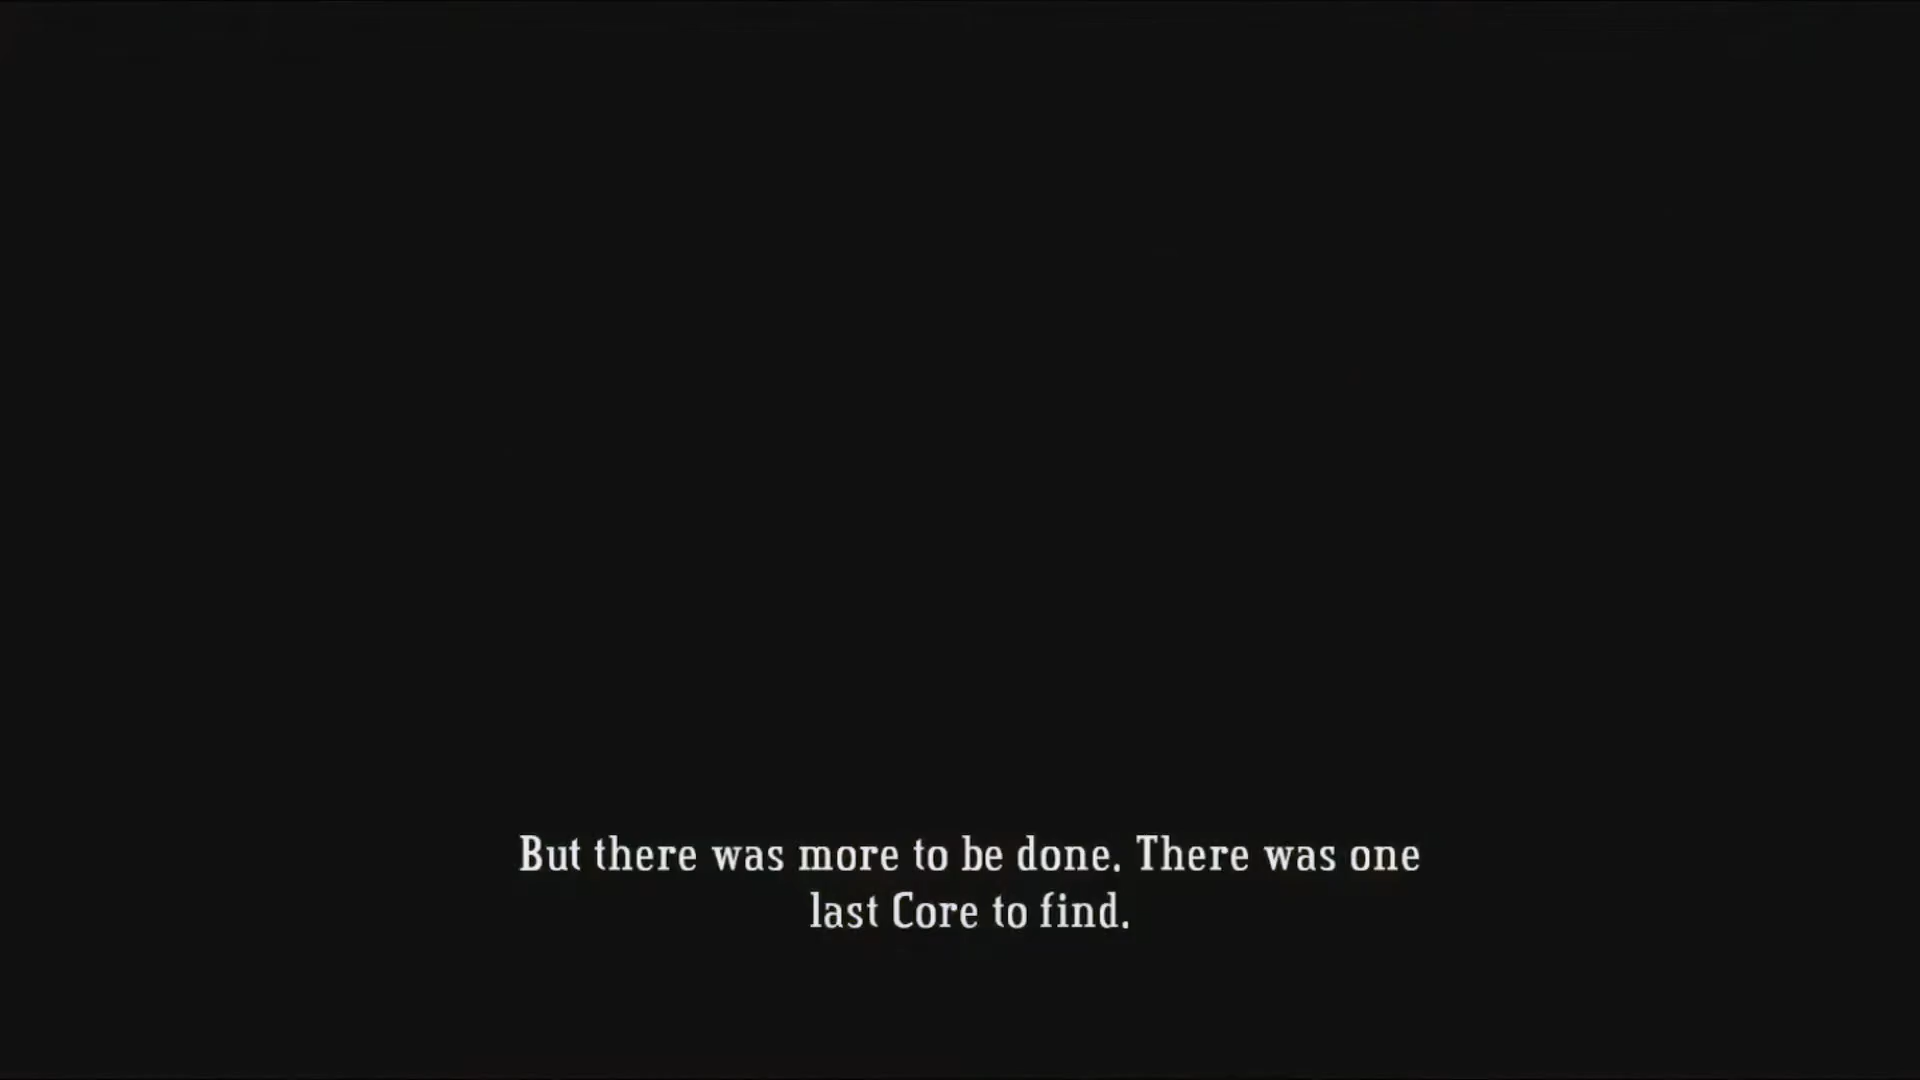 But there was more to be done. There was one
last Core to find.